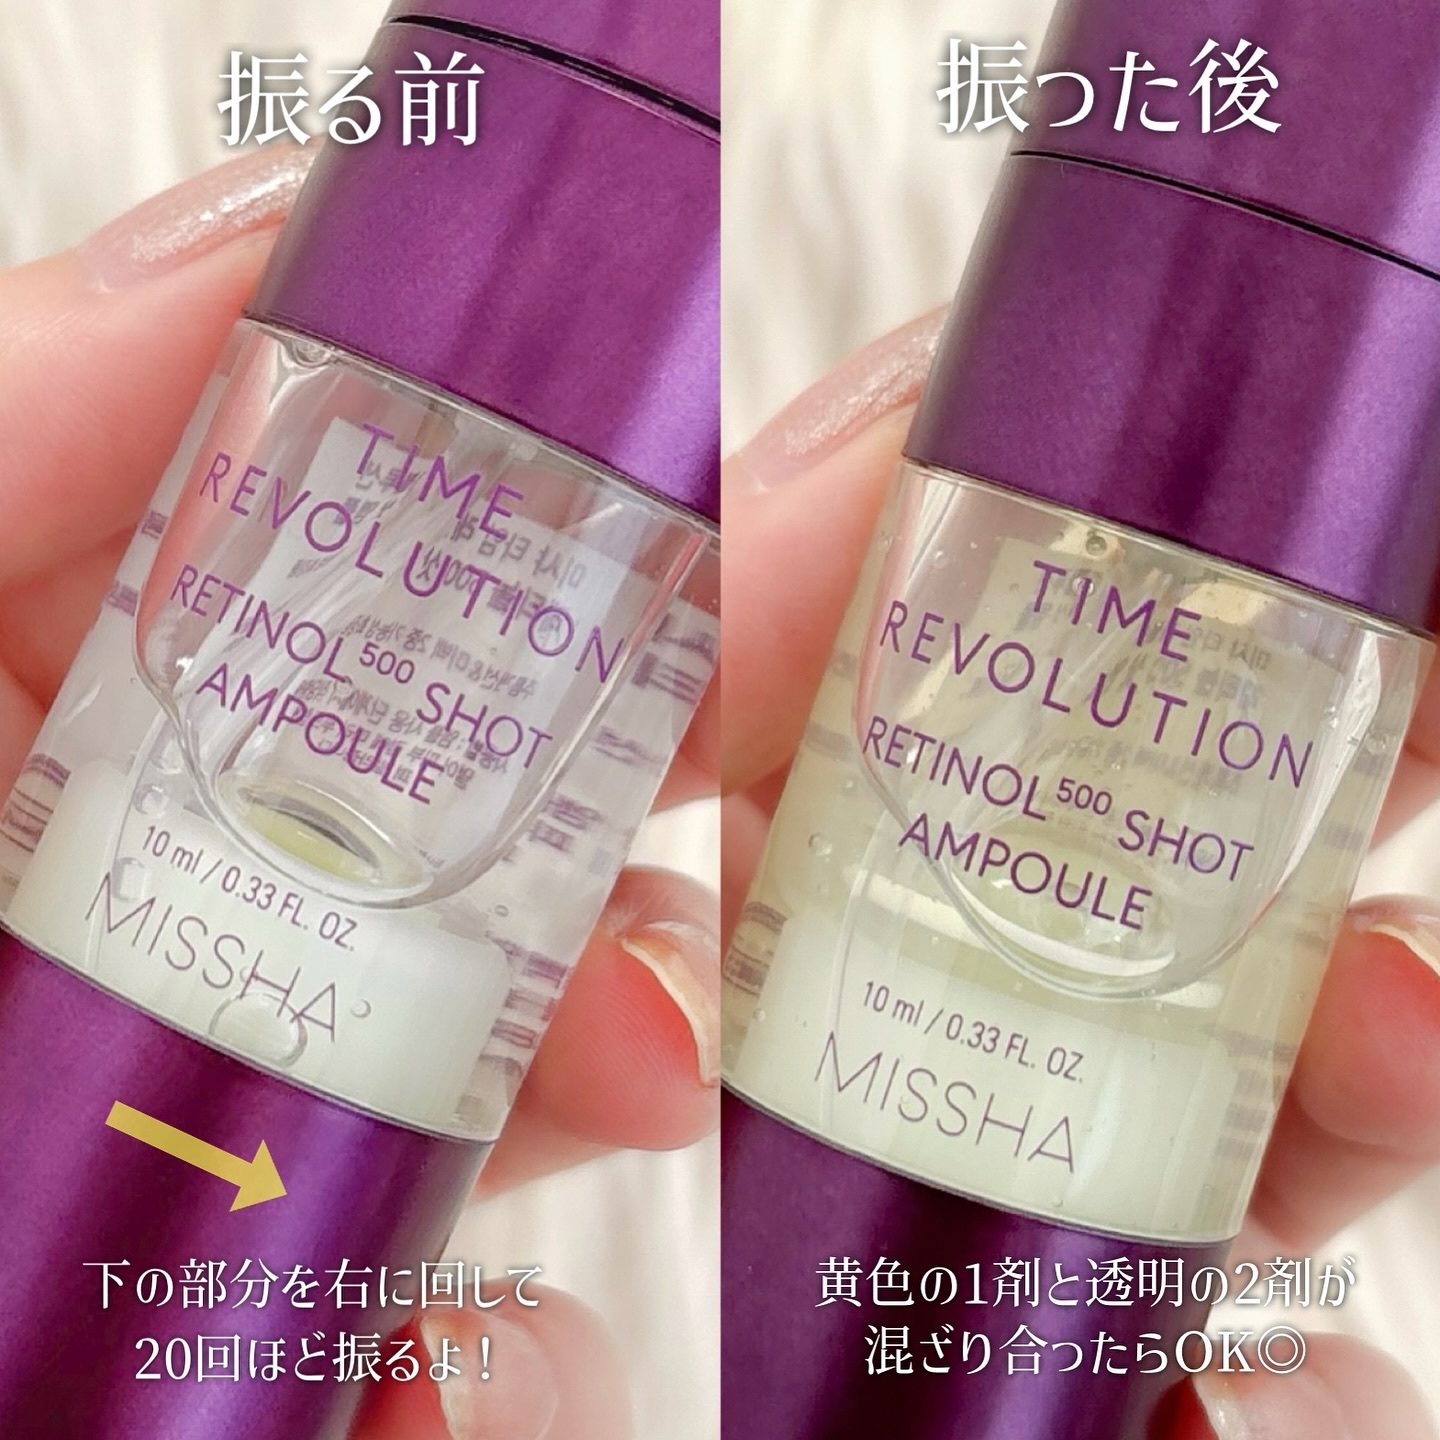 振る前
TIME
REVOLUTION
RETINOL 500 SHOT
AMPOULE
10 ml / 0.33 FL. OZ.
MISSHA
下の部分を右に回して
20回ほど振るよ！
振った後
TIME
REVOLUTION
RETINOL 500 SHOT
AMPOULE
10 ml / 0.33 FL. OZ.
MISSHA
黄色の1剤と透明の2剤が
混ざり合ったらOK◎